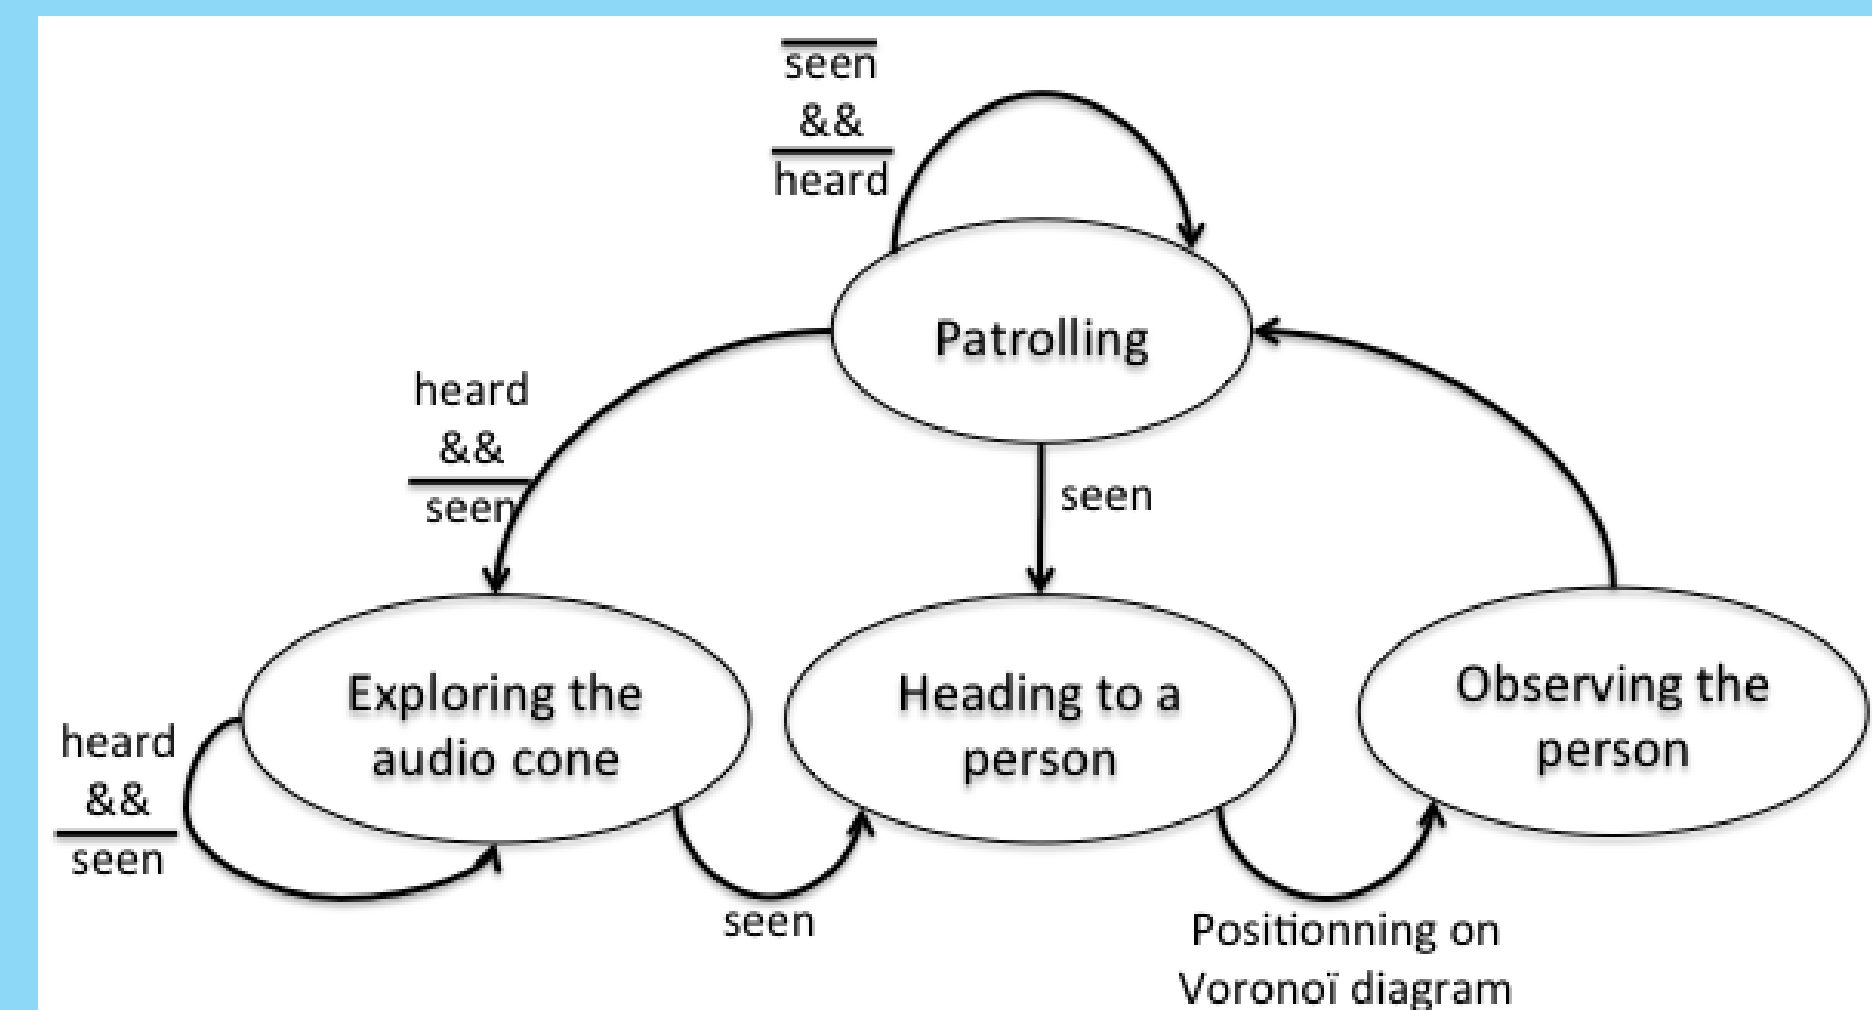 seen
&&
heard
Patrolling
heard
&&
seen
seen
Exploring the
audio cone
Heading to a
person
Observing the
person
heard
&&
seen
seen
Positionning on
Voronoï diagram